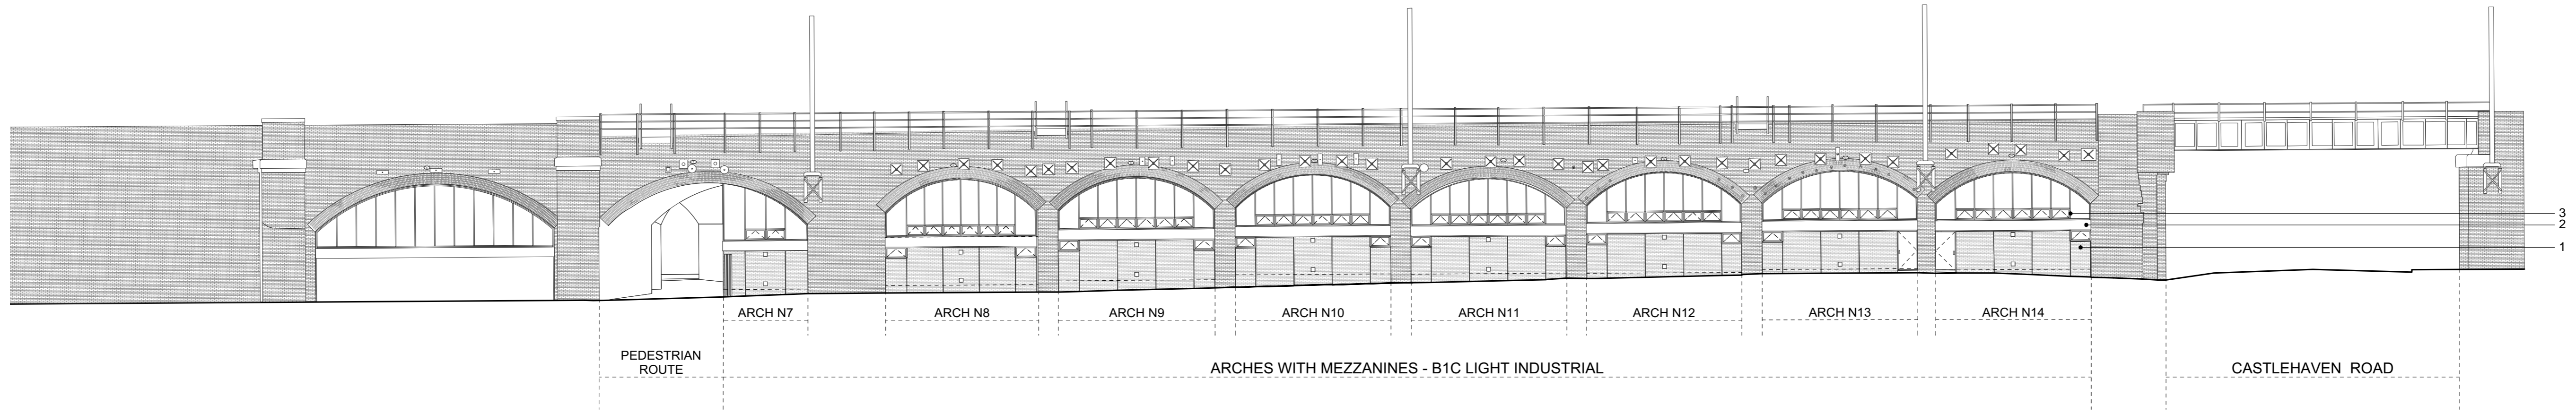 3
2
1
ARCH N7
ARCH N8
ARCH N9
ARCH N10
ARCH N11
ARCH N12
ARCH N13
ARCH N14
PEDESTRIAN
ROUTE
ARCHES WITH MEZZANINES - B1C LIGHT INDUSTRIAL
CASTLEHAVEN ROAD